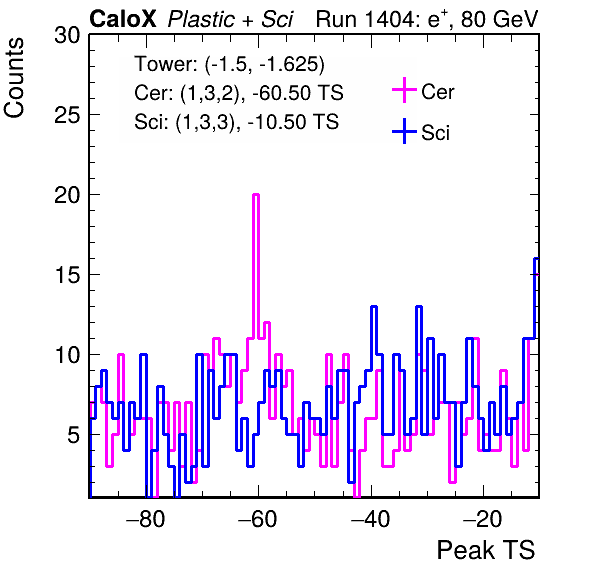 CaloX Plastic + Sci Run 1404: e⁺, 80 GeV
Counts
30
25
20
15
10
5
Tower: (-1.5, -1.625)
Cer: (1,3,2), -60.50 TS
Sci: (1,3,3), -10.50 TS
Cer
Sci
−80 −60 −40 −20
Peak TS